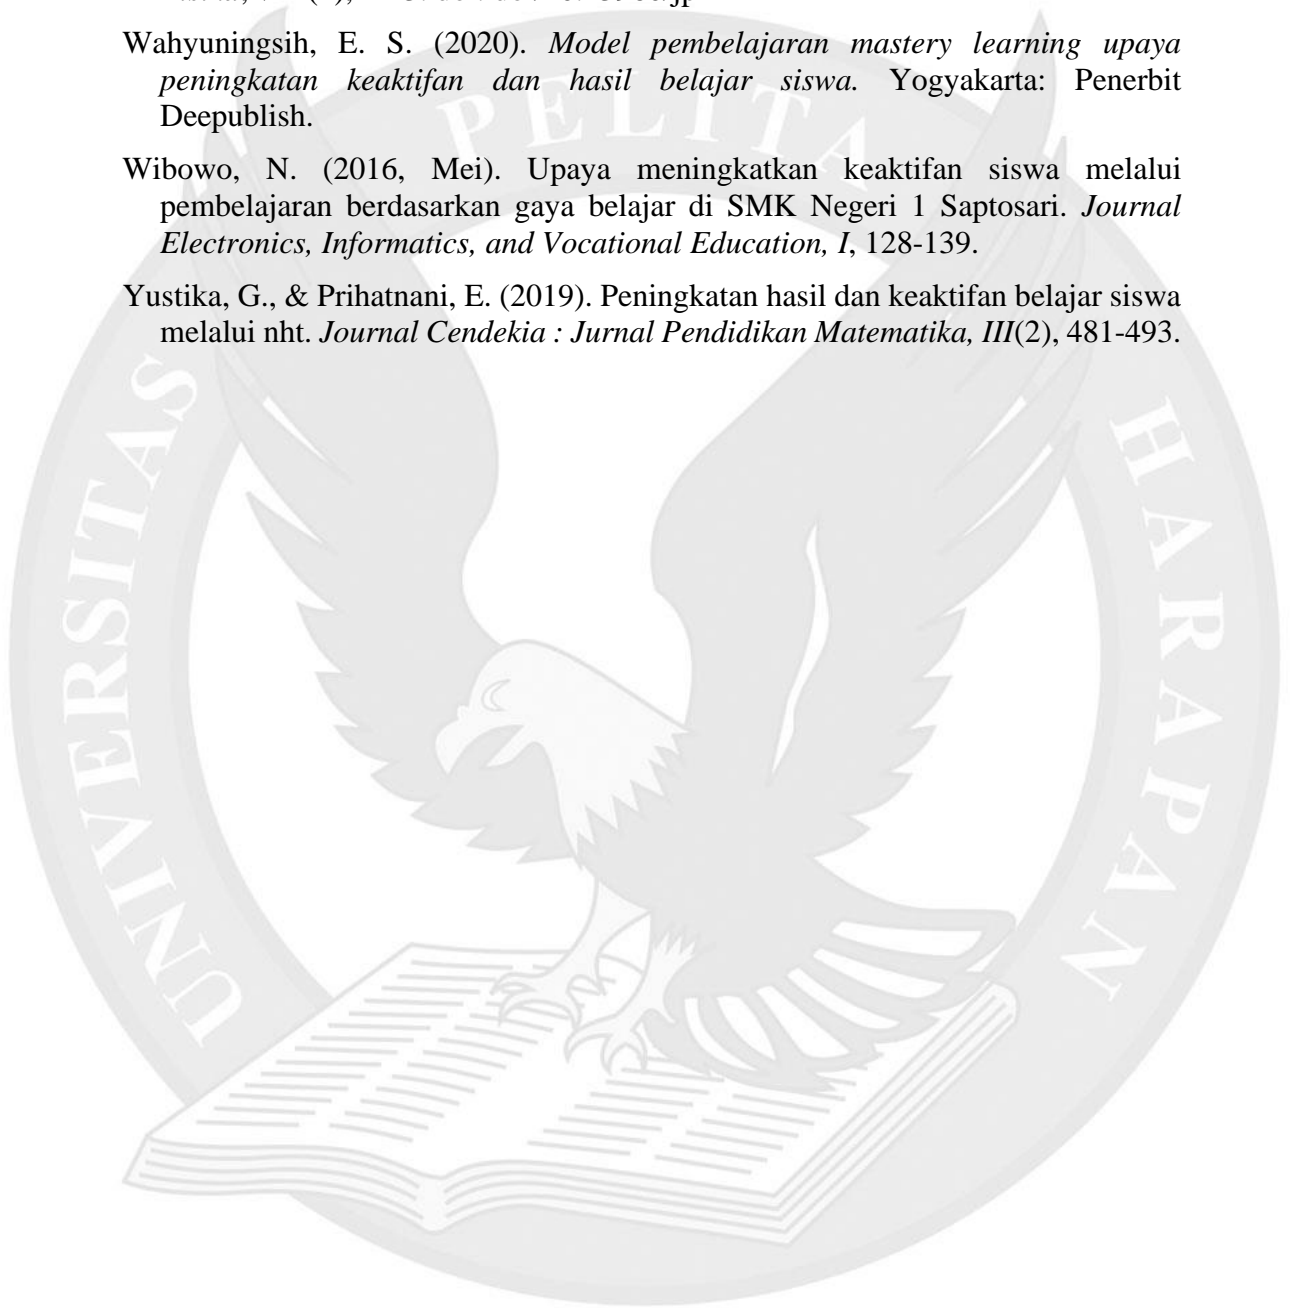 Wahyuningsih, E. S. (2020). Model pembelajaran mastery learning upaya
peningkatan keaktifan dan hasil belajar siswa. Yogyakarta: Penerbit
Deepublish.
Wibowo, N. (2016, Mei). Upaya meningkatkan keaktifan siswa melalui
pembelajaran berdasarkan gaya belajar di SMK Negeri 1 Saptosari. Journal
Electronics, Informatics, and Vocational Education, I, 128-139.
Yustika, G., & Prihatnani, E. (2019). Peningkatan hasil dan keaktifan belajar siswa
melalui nht. Journal Cendekia : Jurnal Pendidikan Matematika, III(2), 481-493.
UNIVERSITAS PELITA HARAPAN